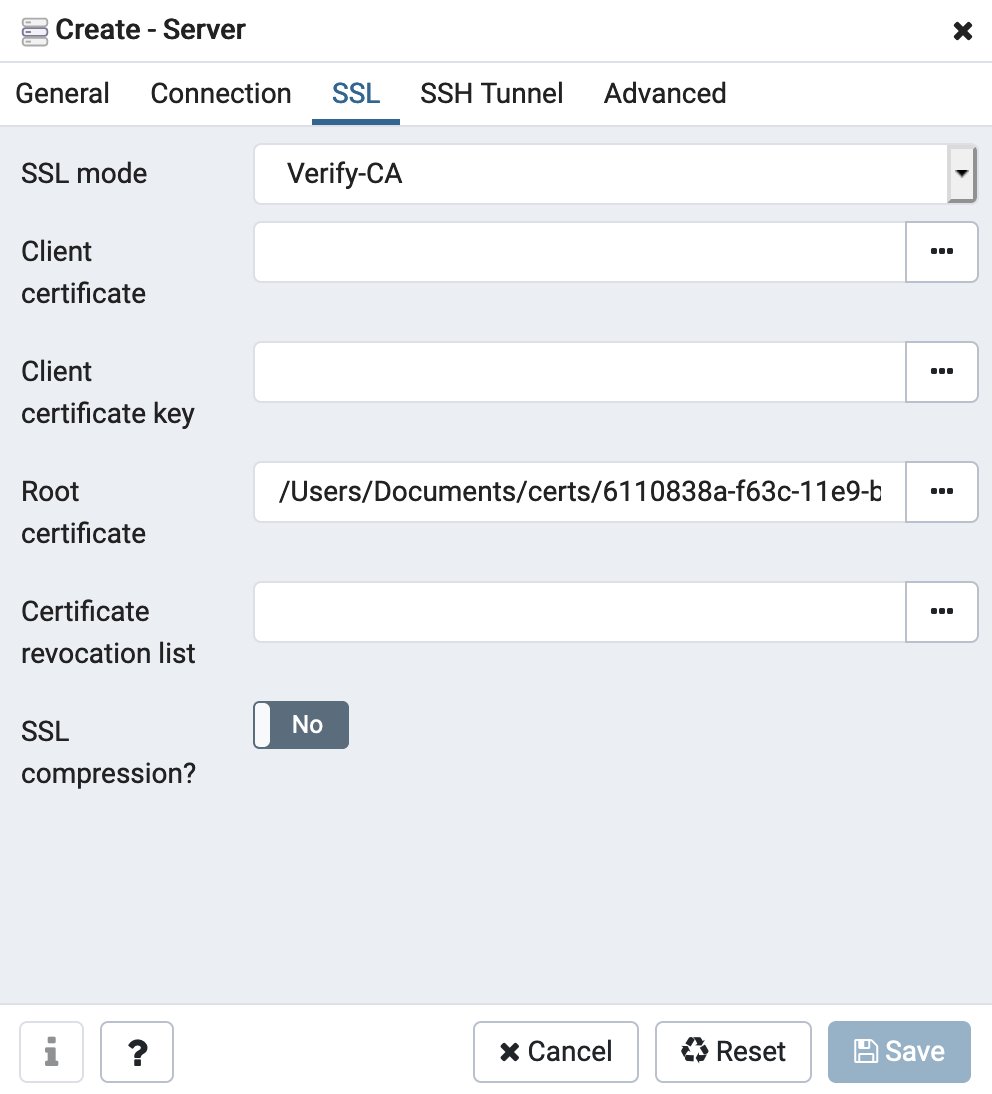 Create - Server
General Connection SSL SSH Tunnel Advanced
SSL mode
Verify-CA
Client
certificate
Client
certificate key
Root
certificate
/Users/Documents/certs/6110838a-f63c-11e9-b
Certificate
revocation list
SSL
compression?
No
? Cancel Reset Save